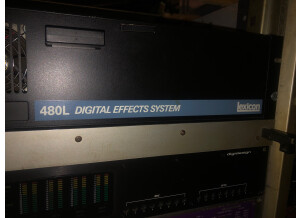 480L DIGITAL EFFECTS SYSTEM
lexicon